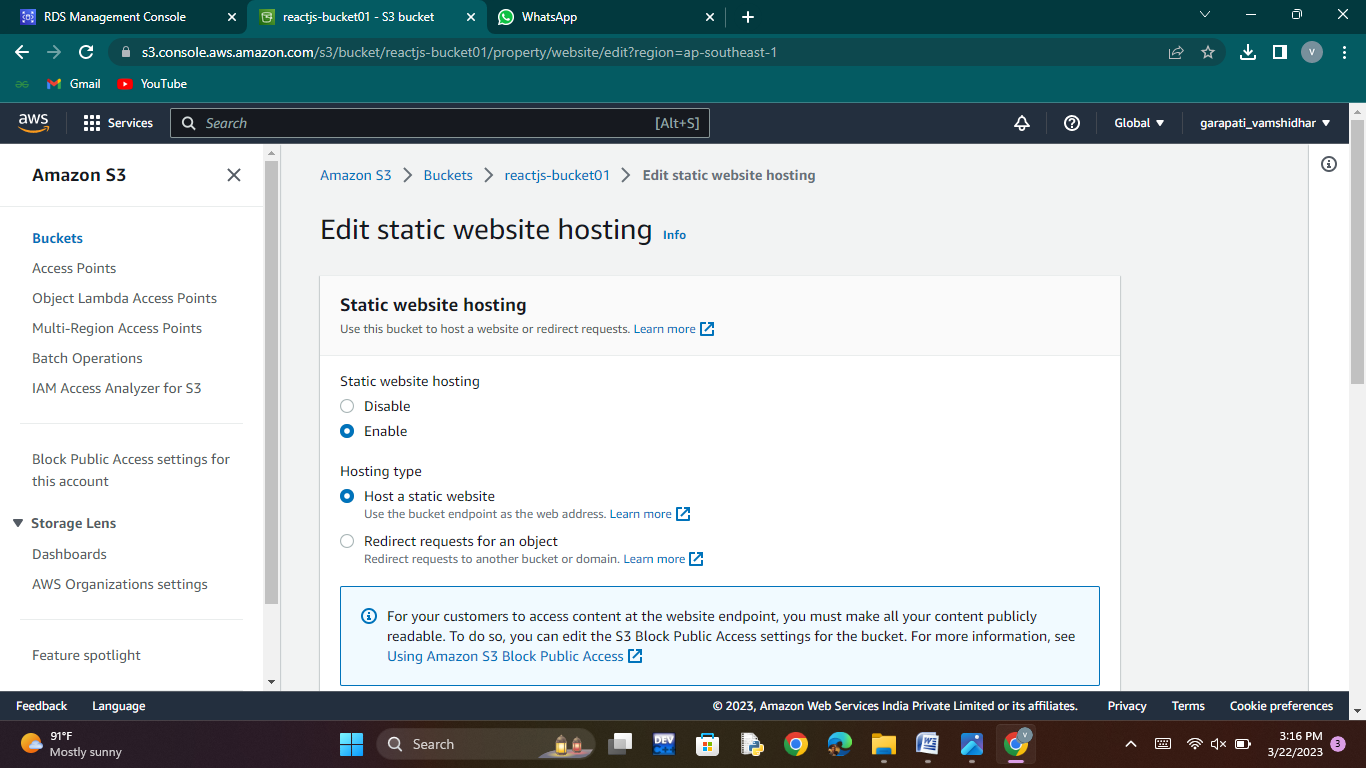 RDS Management Console
reactjs-bucket01 - S3 bucket
WhatsApp
s3.console.aws.amazon.com/s3/bucket/reactjs-bucket01/property/website/edit?region=ap-southeast-1
V
Gmail
YouTube
aws
Services
Search
[Alt+S]
Global
garapati_vamshidhar
Amazon S3
Buckets
Access Points
Object Lambda Access Points
Multi-Region Access Points
Batch Operations
IAM Access Analyzer for S3
Block Public Access settings for
this account
Storage Lens
Dashboards
AWS Organizations settings
Feature spotlight
Amazon S3
Buckets
reactjs-bucket01
Edit static website hosting
Edit static website hosting Info
Static website hosting
Use this bucket to host a website or redirect requests. Learn more
Static website hosting
Disable
Enable
Hosting type
Host a static website
Use the bucket endpoint as the web address. Learn more
Redirect requests for an object
Redirect requests to another bucket or domain. Learn more
For your customers to access content at the website endpoint, you must make all your content publicly
readable. To do so, you can edit the S3 Block Public Access settings for the bucket. For more information, see
Using Amazon S3 Block Public Access
Feedback
Language
© 2023, Amazon Web Services India Private Limited or its affiliates.
Privacy
Terms
Cookie preferences
91°F
Mostly sunny
Search
DEV
3:16 PM
3/22/2023
3